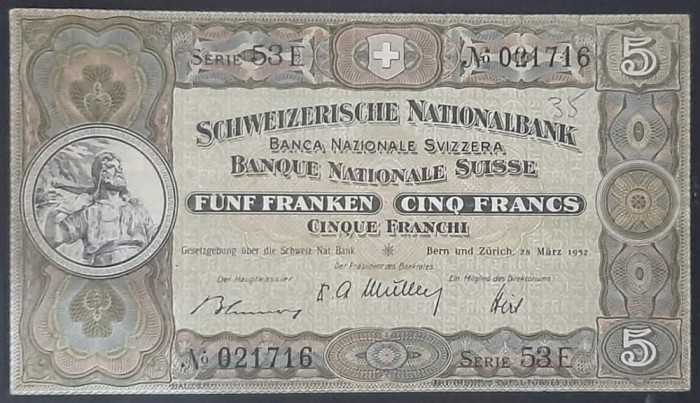 5
SERIE 53 E No 021716
35
SCHWEIZERISCHE NATIONALBANK
BANCA NAZIONALE SVIZZERA
BANQUE NATIONALE SUISSE
FÜNF FRANKEN CINQ FRANCS
CINQUE FRANCHI
Gesetzgebung über die Schweiz. Nat. Bank. Bern und Zürich, 28 März 1952.
Der Präsident des Bankrates:
Der Hauptkassier: Ein Mitglied des Direktoriums:
No 021716 SERIE 53 E
5